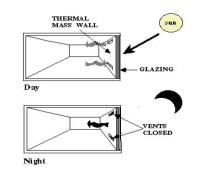 THERMAL
MASS WALL
sun
GLAZING
Day
VENTS
CLOSED
Night